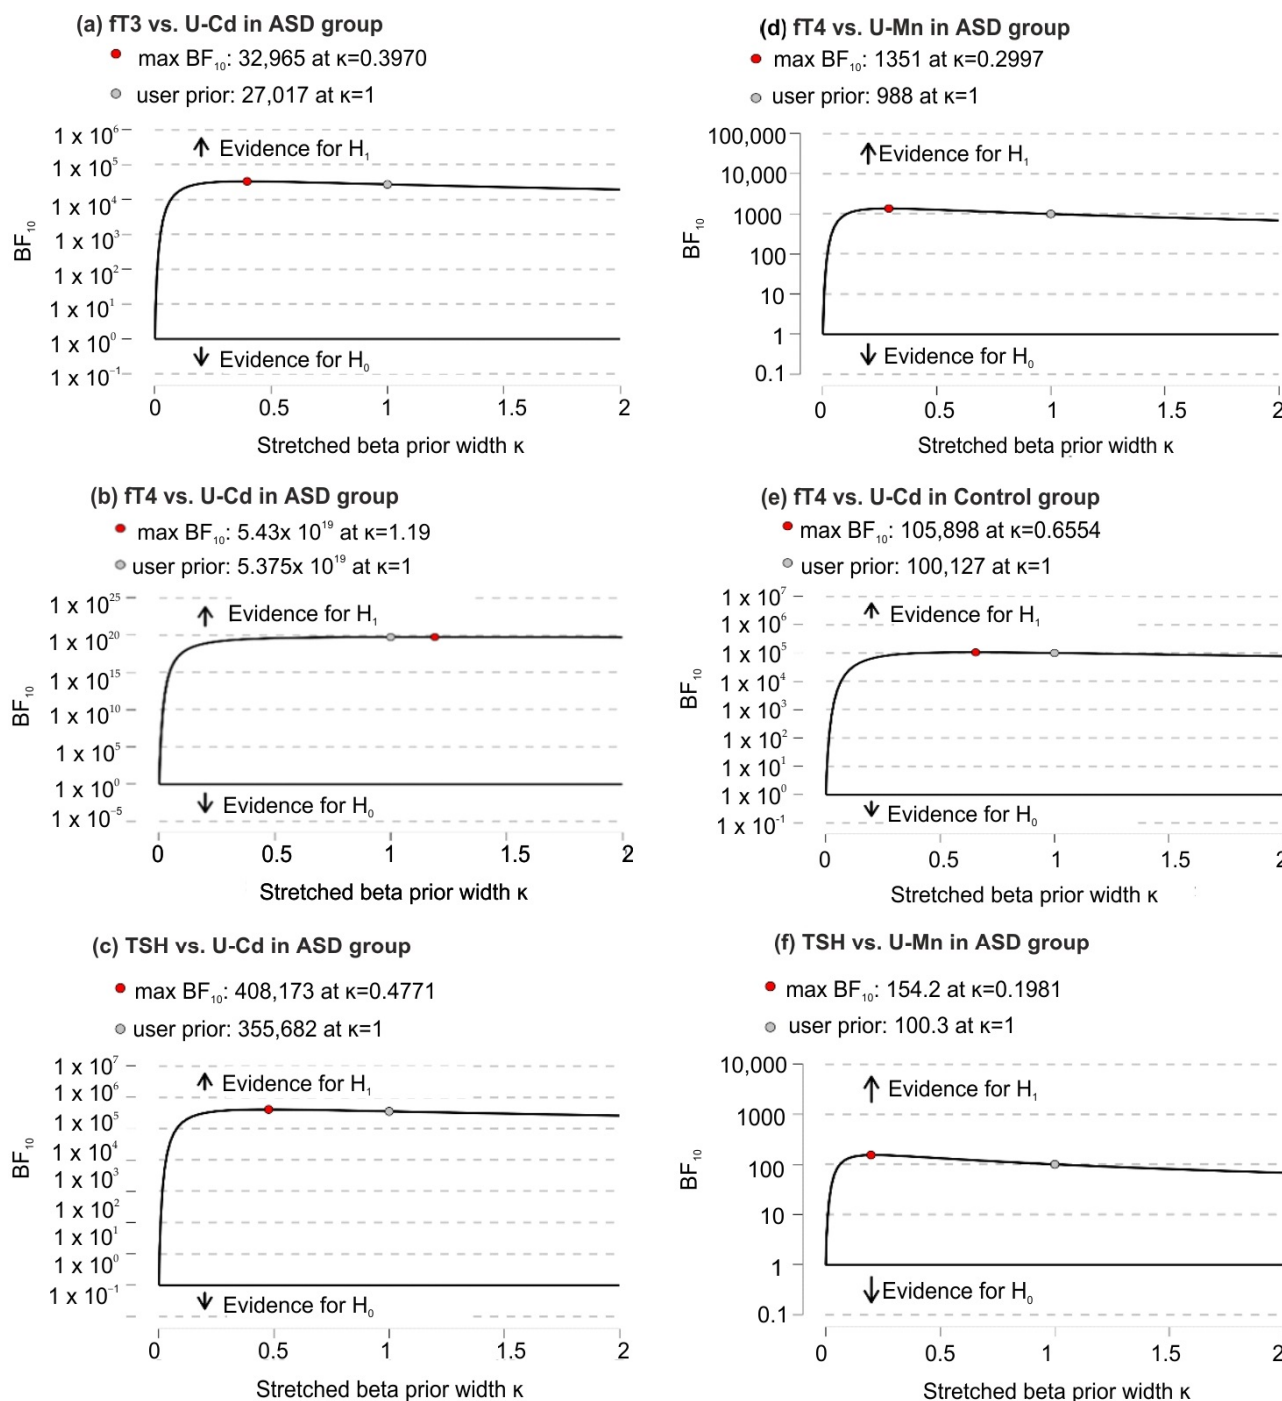 (a) fT3 vs. U-Cd in ASD group
max BF₁₀: 32,965 at κ=0.3970
user prior: 27,017 at κ=1
1 x 10⁶
1 x 10⁵
1 x 10⁴
1 x 10³
1 x 10²
1 x 10¹
1 x 10⁰
1 x 10⁻¹
BF₁₀
Evidence for H₁
Evidence for H₀
0 0.5 1 1.5 2
Stretched beta prior width κ
(d) fT4 vs. U-Mn in ASD group
max BF₁₀: 1351 at κ=0.2997
user prior: 988 at κ=1
100,000
10,000
1000
100
10
1
0.1
BF₁₀
Evidence for H₁
Evidence for H₀
0 0.5 1 1.5 2
Stretched beta prior width κ
(b) fT4 vs. U-Cd in ASD group
max BF₁₀: 5.43x 10¹⁹ at κ=1.19
user prior: 5.375x 10¹⁹ at κ=1
1 x 10²⁵
1 x 10²⁰
1 x 10¹⁵
1 x 10¹⁰
1 x 10⁵
1 x 10⁰
1 x 10⁻⁵
BF₁₀
Evidence for H₁
Evidence for H₀
0 0.5 1 1.5 2
Stretched beta prior width κ
(e) fT4 vs. U-Cd in Control group
max BF₁₀: 105,898 at κ=0.6554
user prior: 100,127 at κ=1
1 x 10⁷
1 x 10⁶
1 x 10⁵
1 x 10⁴
1 x 10³
1 x 10²
1 x 10¹
1 x 10⁰
1 x 10⁻¹
BF₁₀
Evidence for H₁
Evidence for H₀
0 0.5 1 1.5 2
Stretched beta prior width κ
(c) TSH vs. U-Cd in ASD group
max BF₁₀: 408,173 at κ=0.4771
user prior: 355,682 at κ=1
1 x 10⁷
1 x 10⁶
1 x 10⁵
1 x 10⁴
1 x 10³
1 x 10²
1 x 10¹
1 x 10⁰
1 x 10⁻¹
BF₁₀
Evidence for H₁
Evidence for H₀
0 0.5 1 1.5 2
Stretched beta prior width κ
(f) TSH vs. U-Mn in ASD group
max BF₁₀: 154.2 at κ=0.1981
user prior: 100.3 at κ=1
10,000
1000
100
10
1
0.1
BF₁₀
Evidence for H₁
Evidence for H₀
0 0.5 1 1.5 2
Stretched beta prior width κ